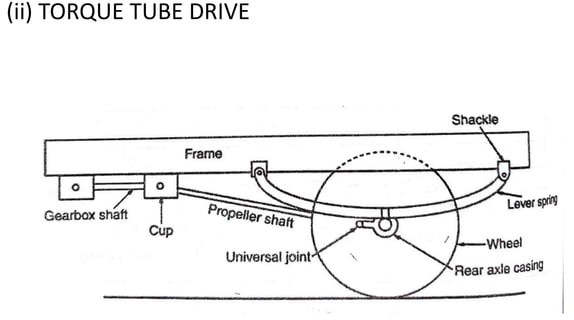 (ii) TORQUE TUBE DRIVE
Shackle
Frame
Gearbox shaft
Cup
Propeller shaft
Lever spring
Universal joint
Wheel
Rear axle casing